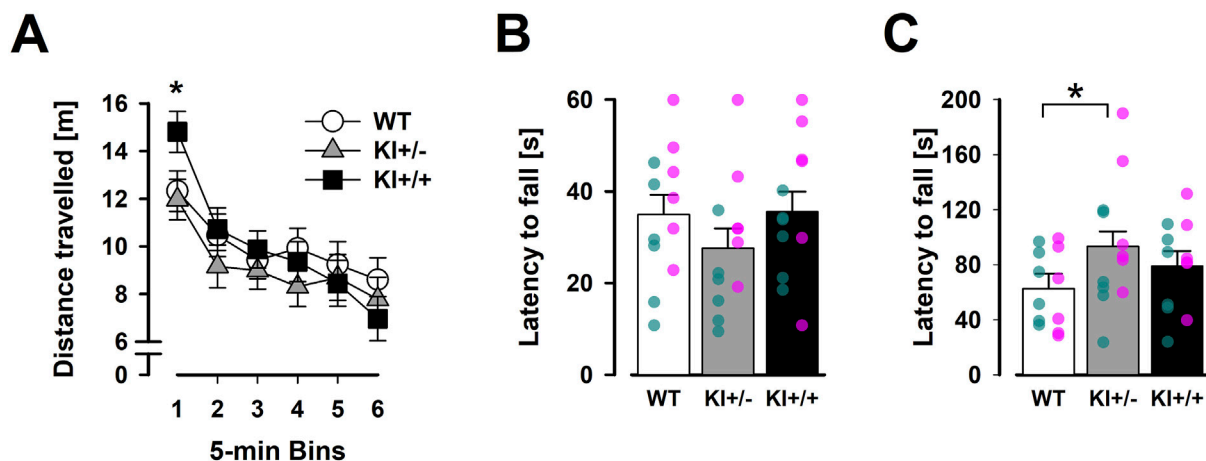 A
B
C
Distance travelled [m]
16
14
12
10
8
6
0
*
WT
KI+/-
KI+/+
1 2 3 4 5 6
5-min Bins
Latency to fall [s]
60
40
20
0
WT KI+/- KI+/+
Latency to fall [s]
200
160
120
80
40
0
*
WT KI+/- KI+/+